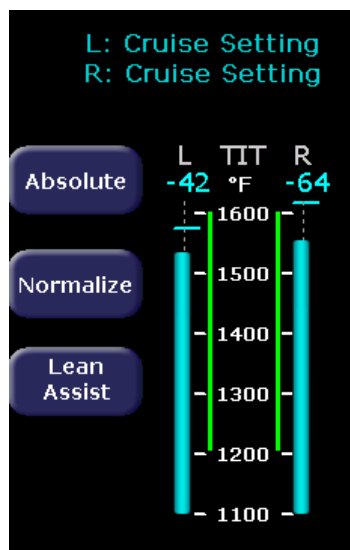 L: Cruise Setting
R: Cruise Setting
L TIT R
Absolute -42 °F -64
1600
Normalize 1500
1400
Lean
Assist
1300
1200
1100